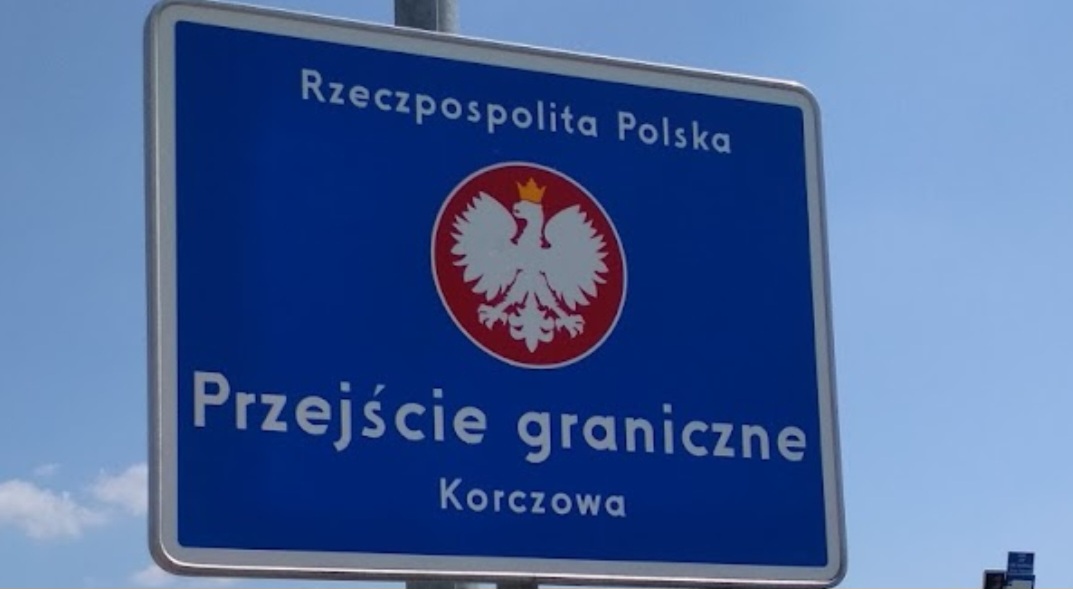 Rzeczpospolita Polska
Przejście graniczne
Korczowa